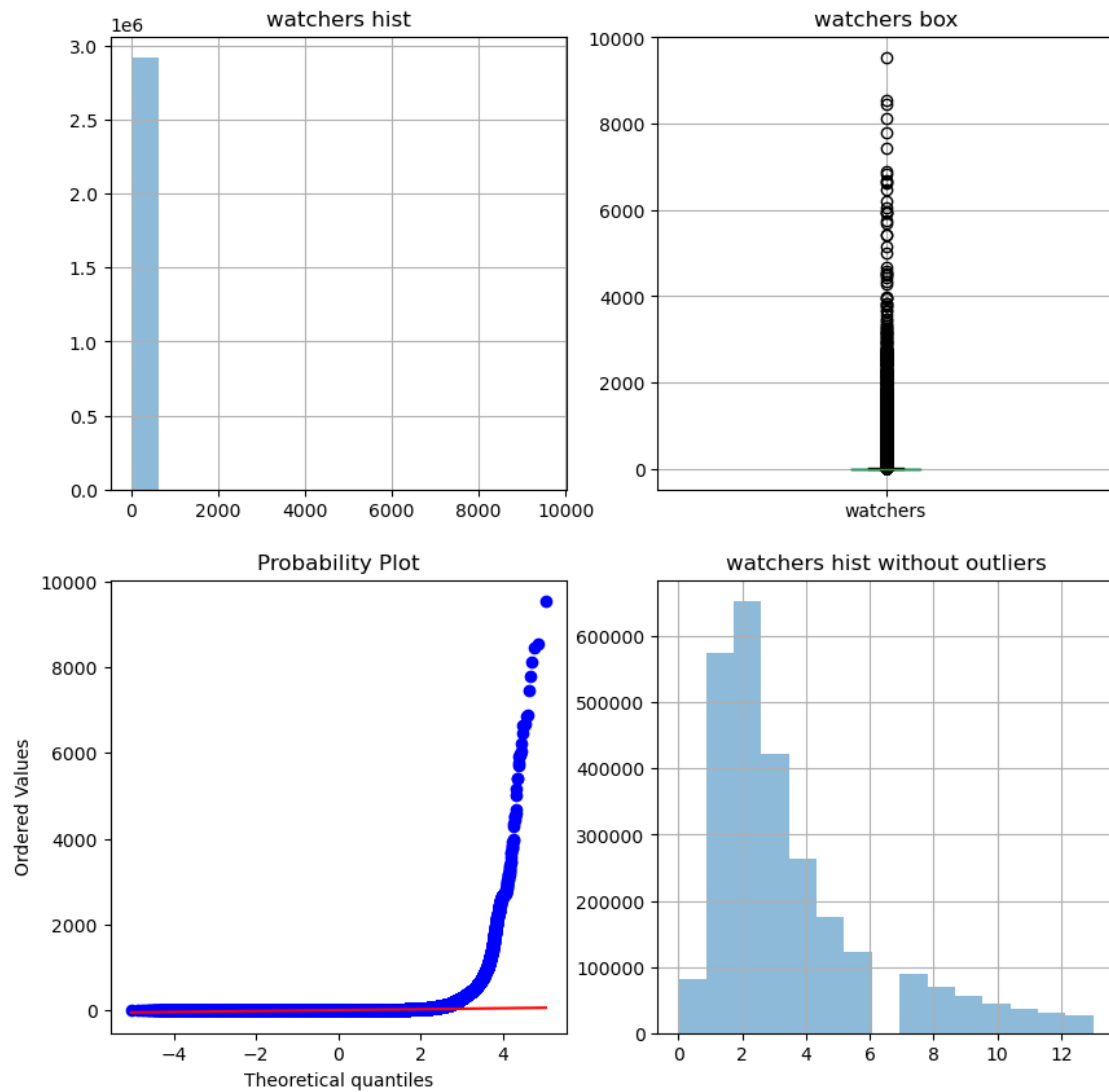 watchers hist
1e6
3.0
2.5
2.0
1.5
1.0
0.5
0.0
0 2000 4000 6000 8000 10000
watchers box
10000
8000
6000
4000
2000
0
watchers
Probability Plot
10000
8000
6000
4000
2000
0
Ordered Values
−4 −2 0 2 4
Theoretical quantiles
watchers hist without outliers
600000
500000
400000
300000
200000
100000
0
0 2 4 6 8 10 12